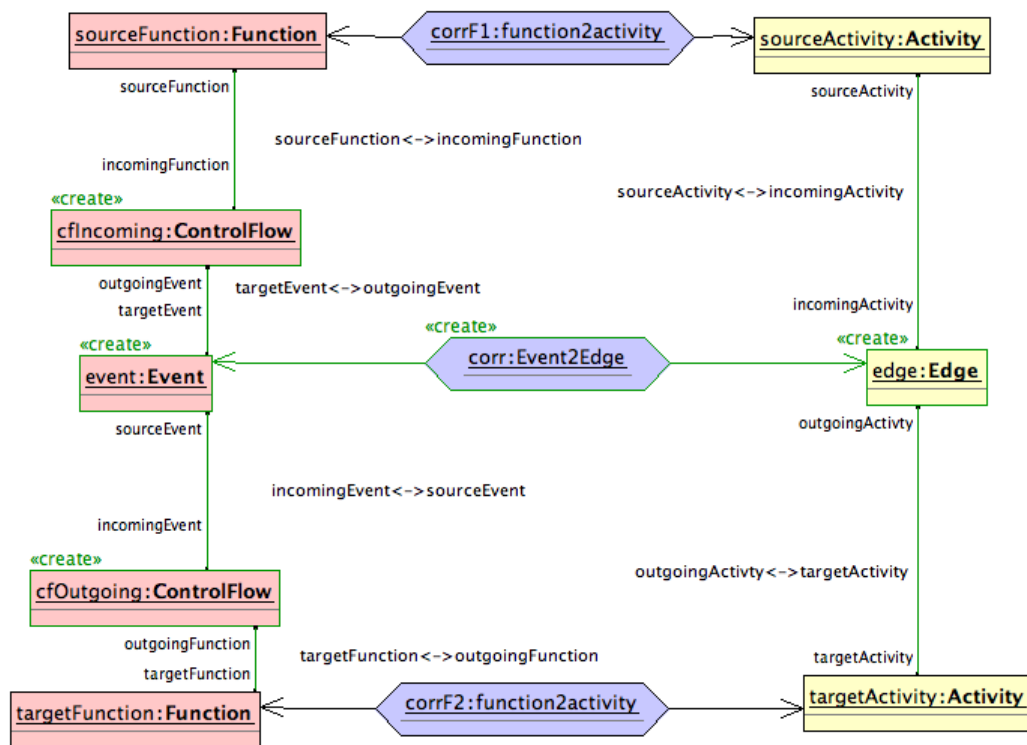 sourceFunction:Function
corrF1:function2activity
sourceActivity:Activity
sourceFunction
sourceActivity
sourceFunction<->incomingFunction
incomingFunction
sourceActivity<->incomingActivity
«create»
cfIncoming:ControlFlow
outgoingEvent
targetEvent<->outgoingEvent
targetEvent
incomingActivity
«create»
«create»
«create»
event:Event
corr:Event2Edge
edge:Edge
sourceEvent
outgoingActivty
incomingEvent<->sourceEvent
incomingEvent
«create»
outgoingActivty<->targetActivity
cfOutgoing:ControlFlow
outgoingFunction
targetFunction<->outgoingFunction
targetActivity
targetFunction
targetFunction:Function
corrF2:function2activity
targetActivity:Activity